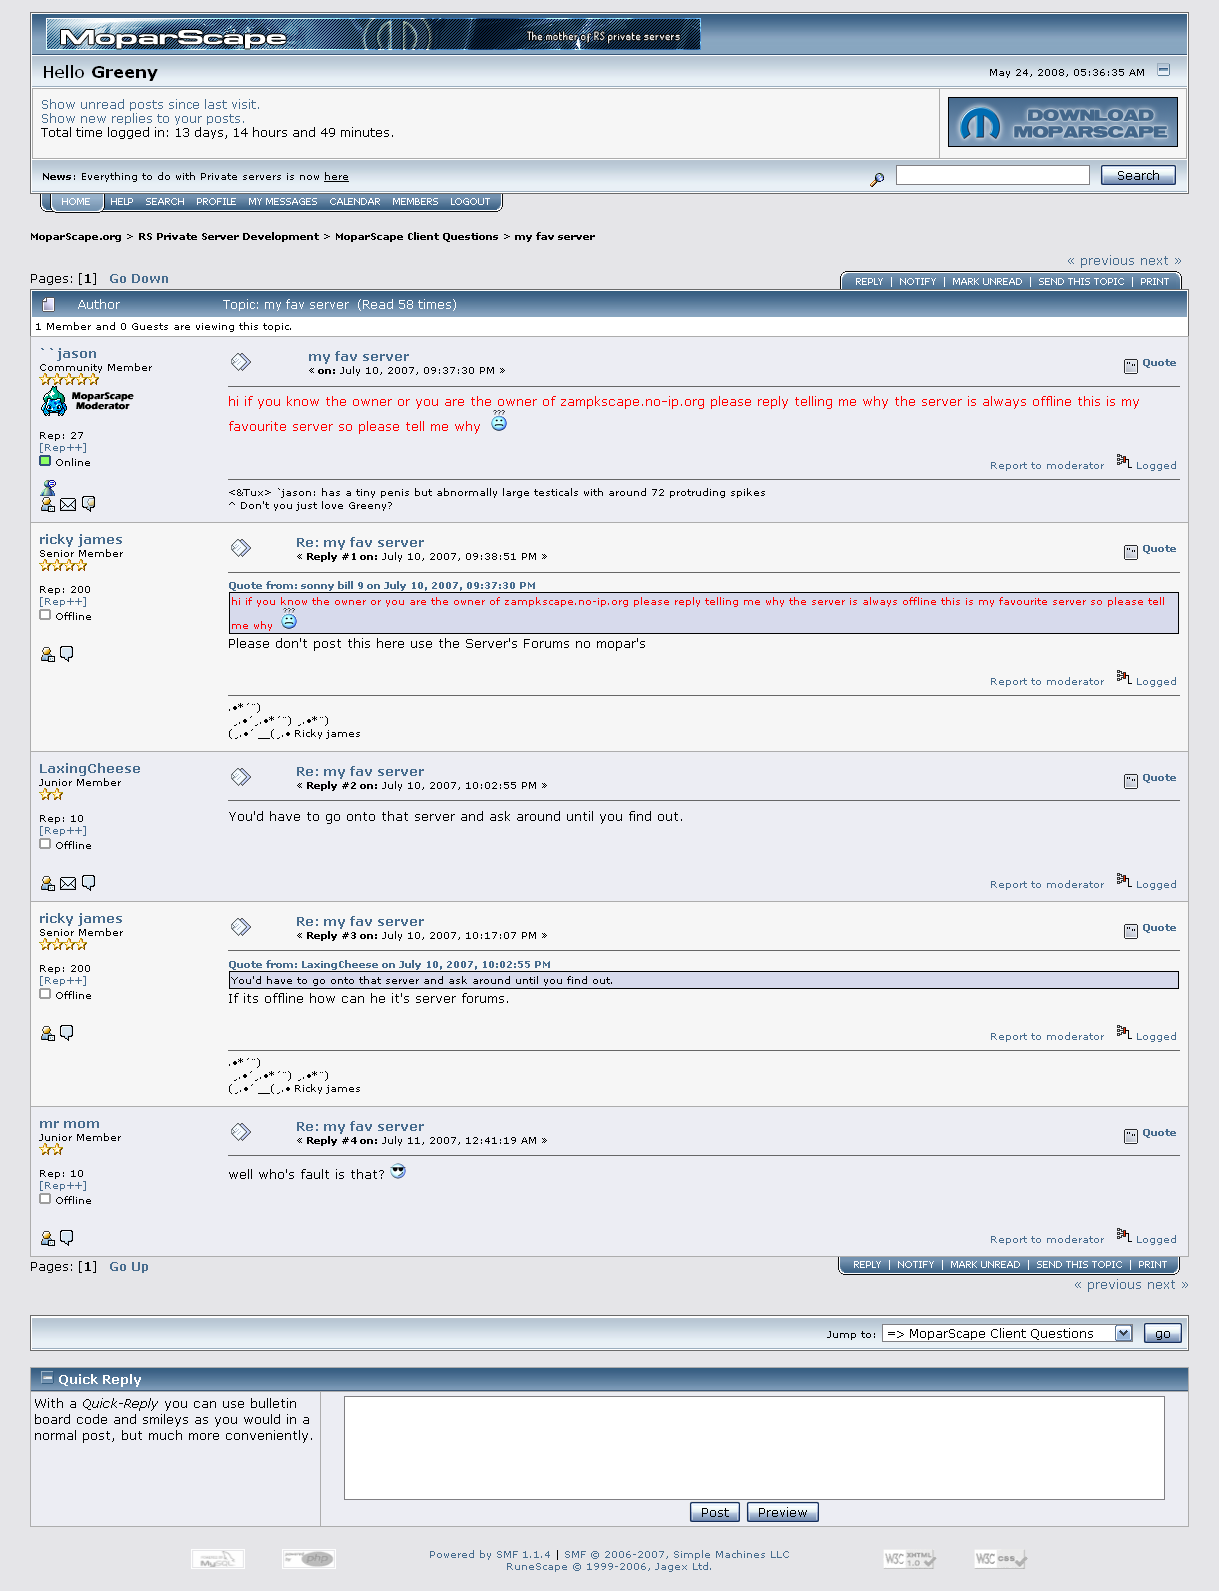 MoparScape
The mother of RS private servers
Hello Greeny
May 24, 2008, 05:36:35 AM
Show unread posts since last visit.
Show new replies to your posts.
Total time logged in: 13 days, 14 hours and 49 minutes.
DOWNLOAD
MOPARSCAPE
News: Everything to do with Private servers is now here
Search
HOME HELP SEARCH PROFILE MY MESSAGES CALENDAR MEMBERS LOGOUT
MoparScape.org > RS Private Server Development > MoparScape Client Questions > my fav server
« previous next »
Pages: [1] Go Down
REPLY | NOTIFY | MARK UNREAD | SEND THIS TOPIC | PRINT
Author Topic: my fav server (Read 58 times)
1 Member and 0 Guests are viewing this topic.
``jason
Community Member
MoparScape
Moderator
Rep: 27
[Rep++]
Online
my fav server
« on: July 10, 2007, 09:37:30 PM »
Quote
hi if you know the owner or you are the owner of zampkscape.no-ip.org please reply telling me why the server is always offline this is my
favourite server so please tell me why ???
Report to moderator Logged
<&Tux> `jason: has a tiny penis but abnormally large testicals with around 72 protruding spikes
^ Don't you just love Greeny?
ricky james
Senior Member
Rep: 200
[Rep++]
Offline
Re: my fav server
« Reply #1 on: July 10, 2007, 09:38:51 PM »
Quote
Quote from: sonny bill 9 on July 10, 2007, 09:37:30 PM
hi if you know the owner or you are the owner of zampkscape.no-ip.org please reply telling me why the server is always offline this is my favourite server so please tell
me why ???
Please don't post this here use the Server's Forums no mopar's
Report to moderator Logged
.•*´¨)
¸.•´¸.•*´¨) ¸.•*¨)
(¸.•´ __(¸.• Ricky james
LaxingCheese
Junior Member
Rep: 10
[Rep++]
Offline
Re: my fav server
« Reply #2 on: July 10, 2007, 10:02:55 PM »
Quote
You'd have to go onto that server and ask around until you find out.
Report to moderator Logged
ricky james
Senior Member
Rep: 200
[Rep++]
Offline
Re: my fav server
« Reply #3 on: July 10, 2007, 10:17:07 PM »
Quote
Quote from: LaxingCheese on July 10, 2007, 10:02:55 PM
You'd have to go onto that server and ask around until you find out.
If its offline how can he it's server forums.
Report to moderator Logged
.•*´¨)
¸.•´¸.•*´¨) ¸.•*¨)
(¸.•´ __(¸.• Ricky james
mr mom
Junior Member
Rep: 10
[Rep++]
Offline
Re: my fav server
« Reply #4 on: July 11, 2007, 12:41:19 AM »
Quote
well who's fault is that?
Report to moderator Logged
Pages: [1] Go Up
REPLY | NOTIFY | MARK UNREAD | SEND THIS TOPIC | PRINT
« previous next »
Jump to: => MoparScape Client Questions go
Quick Reply
With a Quick-Reply you can use bulletin
board code and smileys as you would in a
normal post, but much more conveniently.
Post Preview
MySQL
php
Powered by SMF 1.1.4 | SMF © 2006-2007, Simple Machines LLC
RuneScape © 1999-2006, Jagex Ltd.
W3C XHTML 1.0
W3C css